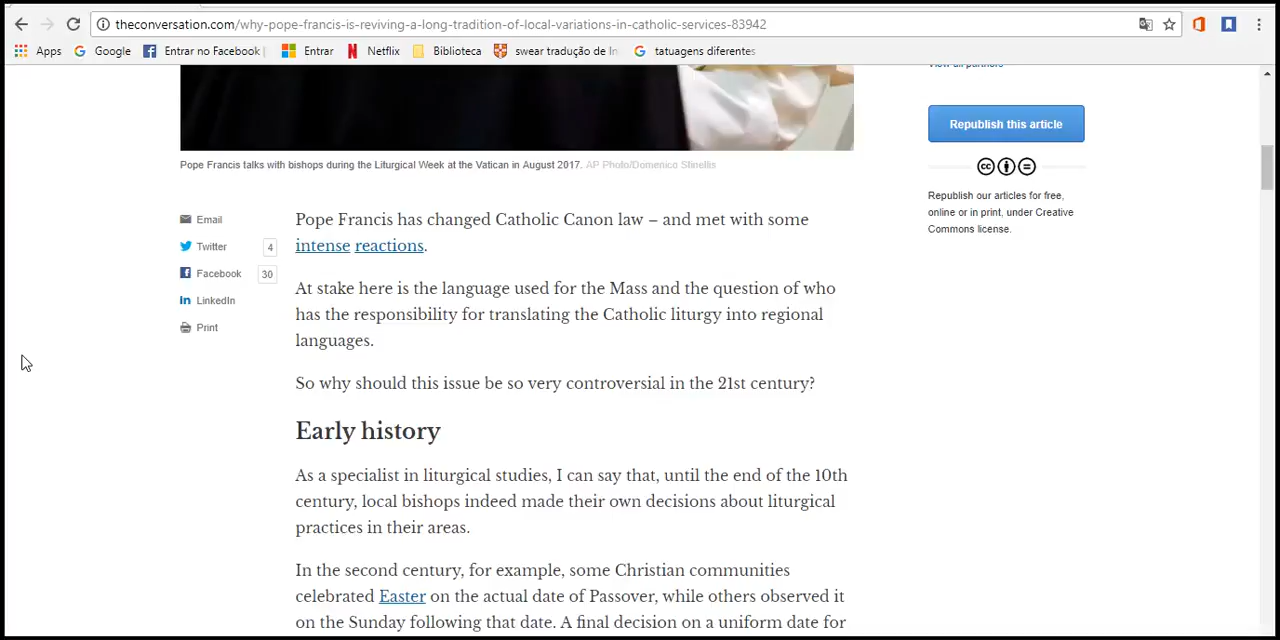 theconversation.com/why-pope-francis-is-reviving-a-long-tradition-of-local-variations-in-catholic-services-83942
Apps Google Entrar no Facebook Entrar Netflix Biblioteca swear tradução de In tatuagens diferentes
View all partners
Republish this article
Pope Francis talks with bishops during the Liturgical Week at the Vatican in August 2017. AP Photo/Domenico Stinellis
Republish our articles for free,
online or in print, under Creative
Commons license.
Email
Twitter 4
Facebook 30
LinkedIn
Print
Pope Francis has changed Catholic Canon law – and met with some
intense reactions.
At stake here is the language used for the Mass and the question of who
has the responsibility for translating the Catholic liturgy into regional
languages.
So why should this issue be so very controversial in the 21st century?
Early history
As a specialist in liturgical studies, I can say that, until the end of the 10th
century, local bishops indeed made their own decisions about liturgical
practices in their areas.
In the second century, for example, some Christian communities
celebrated Easter on the actual date of Passover, while others observed it
on the Sunday following that date. A final decision on a uniform date for